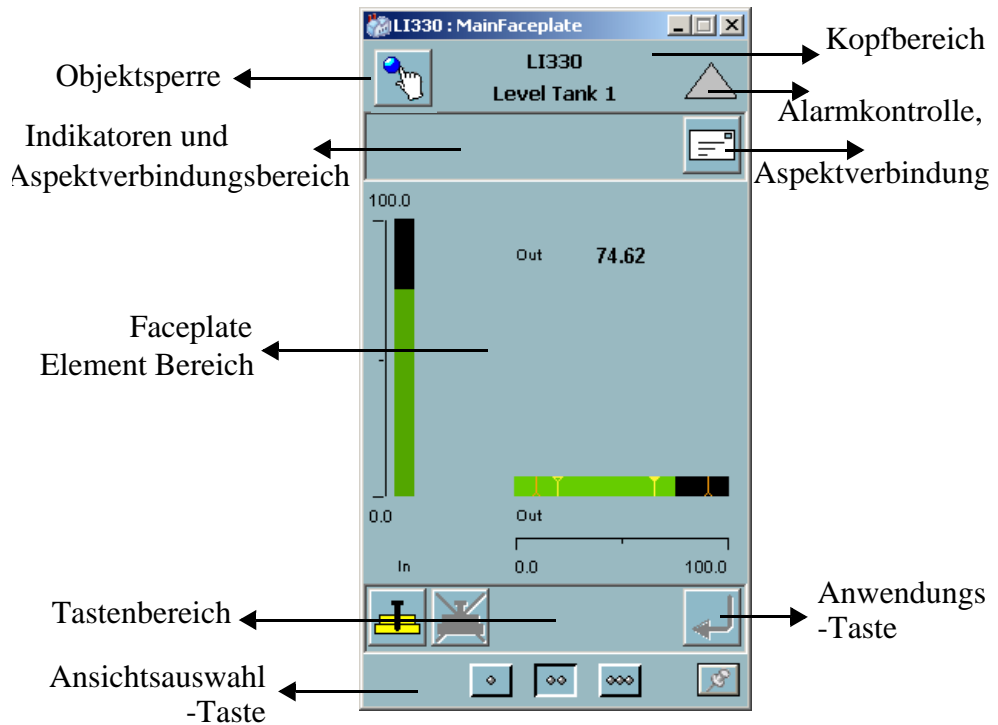 LI330 : MainFaceplate
Kopfbereich
LI330
Objektsperre
Level Tank 1
Alarmkontrolle,
Indikatoren und
Aspektverbindungsbereich
Aspektverbindung
100.0
Out 74.62
Faceplate
Element Bereich
0.0
Out
In
0.0 100.0
Tastenbereich
Anwendungs
-Taste
Ansichtsauswahl
-Taste